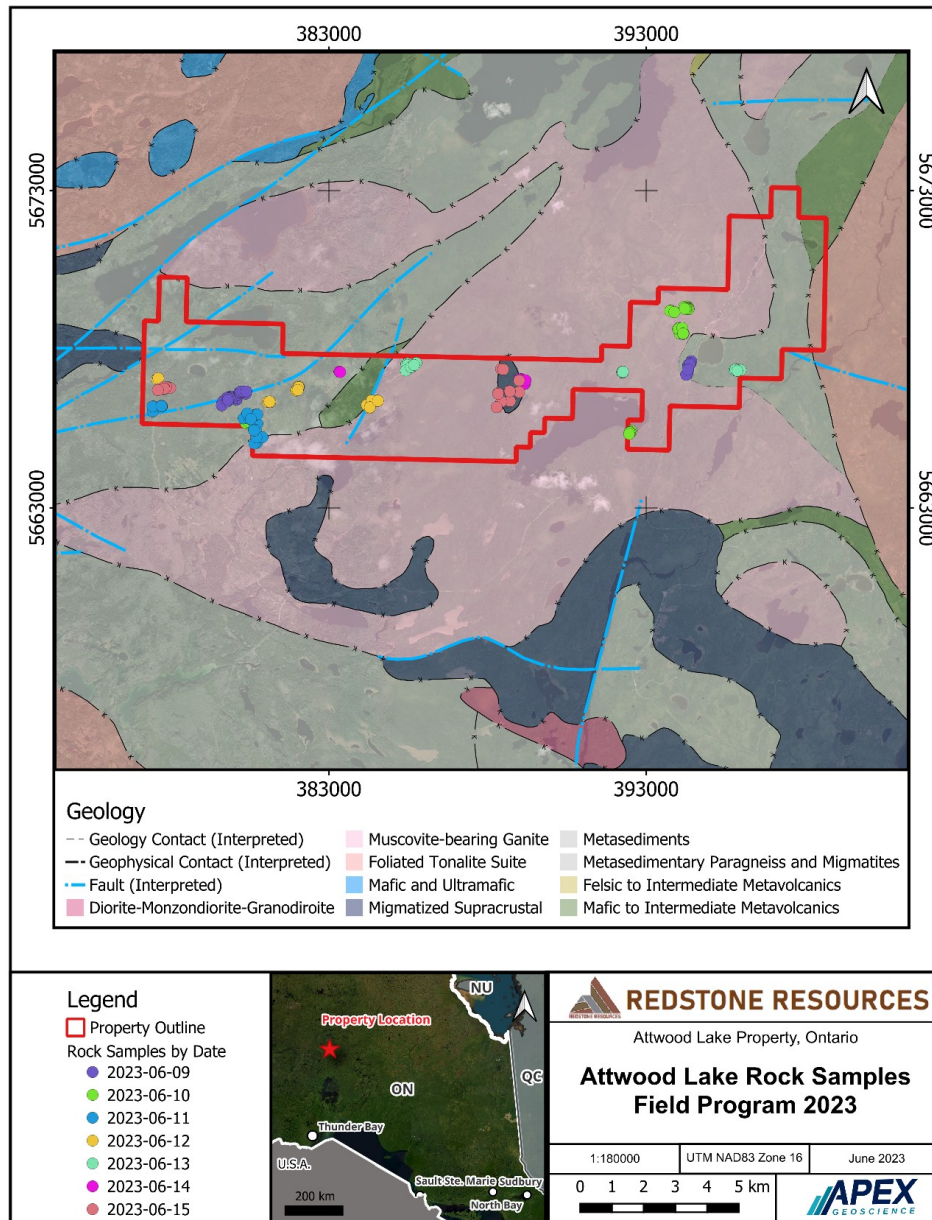 383000
393000
5673000
5673000
5663000
5663000
383000
393000
Geology
Geology Contact (Interpreted)
Geophysical Contact (Interpreted)
Fault (Interpreted)
Diorite-Monzondiorite-Granodiroite
Muscovite-bearing Ganite
Foliated Tonalite Suite
Mafic and Ultramafic
Migmatized Supracrustal
Metasediments
Metasedimentary Paragneiss and Migmatites
Felsic to Intermediate Metavolcanics
Mafic to Intermediate Metavolcanics
Legend
Property Outline
Rock Samples by Date
2023-06-09
2023-06-10
2023-06-11
2023-06-12
2023-06-13
2023-06-14
2023-06-15
NU
Property Location
ON
QC
Thunder Bay
U.S.A.
Sault Ste. Marie
Sudbury
North Bay
200 km
REDSTONE RESOURCES
REDSTONE RESOURCES
Attwood Lake Property, Ontario
Attwood Lake Rock Samples
Field Program 2023
1:180000
UTM NAD83 Zone 16
June 2023
0 1 2 3 4 5 km
APEX
GEOSCIENCE